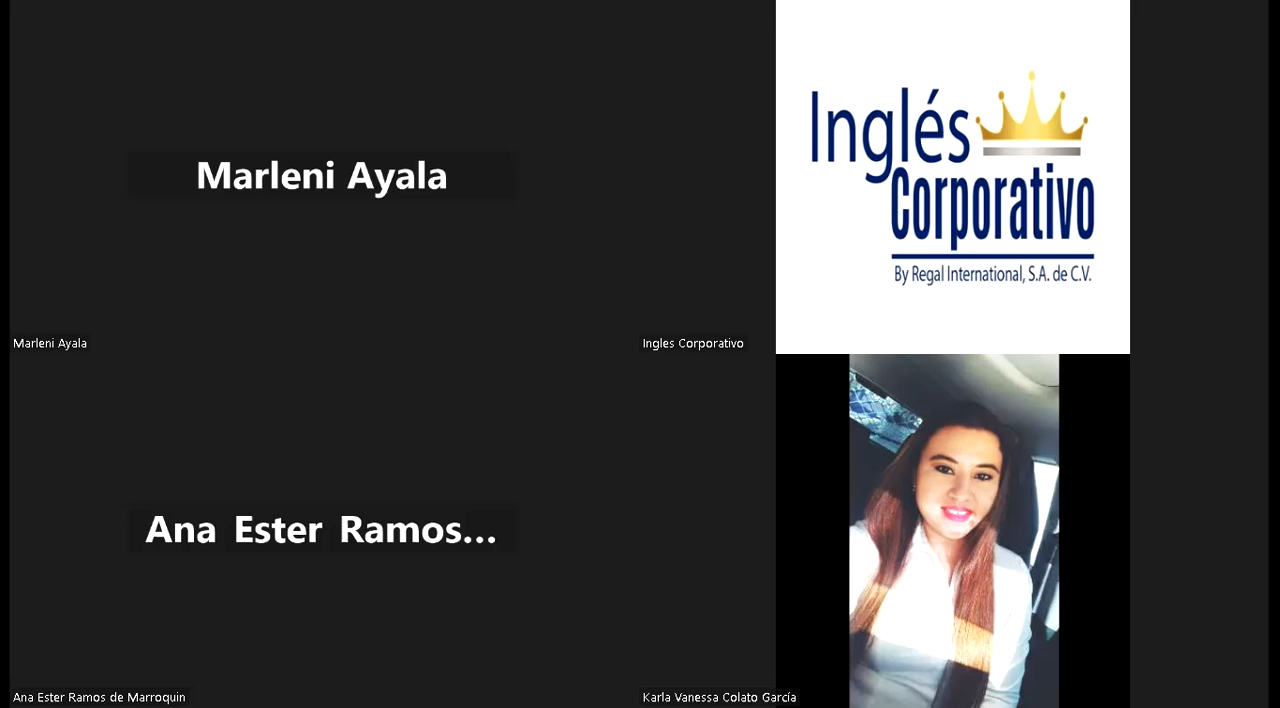 Marleni Ayala
Inglés
Corporativo
By Regal International, S.A. de C.V.
Marleni Ayala
Ingles Corporativo
Ana Ester Ramos...
Ana Ester Ramos de Marroquin
Karla Vanessa Colato García